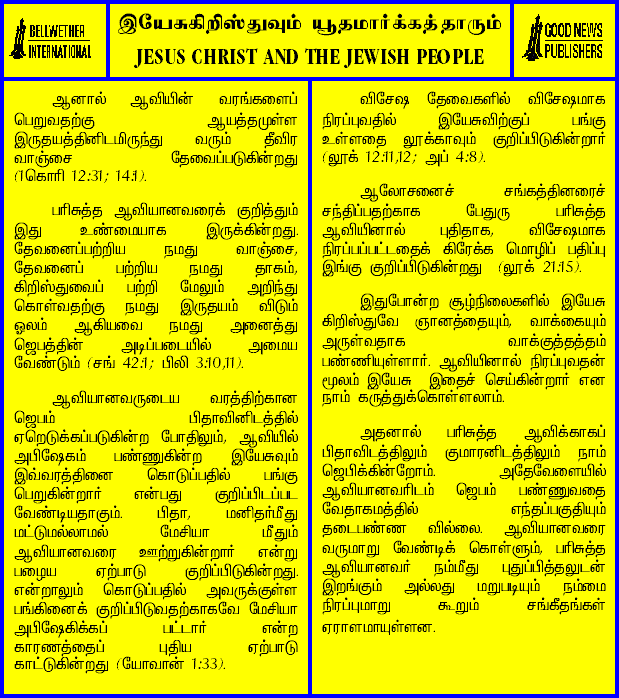 BELLWETHER
INTERNATIONAL
இயேசுகிறிஸ்துவும் யூதமார்க்கத்தாரும்
JESUS CHRIST AND THE JEWISH PEOPLE
GOOD NEWS
PUBLISHERS
ஆனால் ஆவியின் வரங்களைப்
பெறுவதற்கு ஆயத்தமுள்ள
இருதயத்தினிடமிருந்து வரும் தீவிர
வாஞ்சை தேவைப்படுகின்றது
(1கொரி 12:31; 14:1).
பரிசுத்த ஆவியானவரைக் குறித்தும்
இது உண்மையாக இருக்கின்றது.
தேவனைப்பற்றிய நமது வாஞ்சை,
தேவனைப் பற்றிய நமது தாகம்,
கிறிஸ்துவைப் பற்றி மேலும் அறிந்து
கொள்வதற்கு நமது இருதயம் விடும்
ஓலம் ஆகியவை நமது அனைத்து
ஜெபத்தின் அடிப்படையில் அமைய
வேண்டும் (சங் 42:1; பிலி 3:10,11).
ஆவியானவருடைய வரத்திற்கான
ஜெபம் பிதாவினிடத்தில்
ஏறெடுக்கப்படுகின்ற போதிலும், ஆவியில்
அபிஷேகம் பண்ணுகின்ற இயேசுவும்
இவ்வரத்தினை கொடுப்பதில் பங்கு
பெறுகின்றார் என்பது குறிப்பிடப்பட
வேண்டியதாகும். பிதா, மனிதர்மீது
மட்டுமல்லாமல் மேசியா மீதும்
ஆவியானவரை ஊற்றுகின்றார் என்று
பழைய ஏற்பாடு குறிப்பிடுகின்றது.
என்றாலும் கொடுப்பதில் அவருக்குள்ள
பங்கினைக் குறிப்பிடுவதற்காகவே மேசியா
அபிஷேகிக்கப் பட்டார் என்ற
காரணத்தைப் புதிய ஏற்பாடு
காட்டுகின்றது (யோவான் 1:33).
விசேஷ தேவைகளில் விசேஷமாக
நிரப்புவதில் இயேசுவிற்குப் பங்கு
உள்ளதை லூக்காவும் குறிப்பிடுகின்றார்
(லூக் 12:11,12; அப் 4:8).
ஆலோசனைச் சங்கத்தினரைச்
சந்திப்பதற்காக பேதுரு பரிசுத்த
ஆவியினால் புதிதாக, விசேஷமாக
நிரப்பப்பட்டதைக் கிரேக்க மொழிப் பதிப்பு
இங்கு குறிப்பிடுகின்றது (லூக் 21:15).
இதுபோன்ற சூழ்நிலைகளில் இயேசு
கிறிஸ்துவே ஞானத்தையும், வாக்கையும்
அருள்வதாக வாக்குத்தத்தம்
பண்ணியுள்ளார். ஆவியினால் நிரப்புவதன்
மூலம் இயேசு இதைச் செய்கின்றார் என
நாம் கருத்துக்கொள்ளலாம்.
அதனால் பரிசுத்த ஆவிக்காகப்
பிதாவிடத்திலும் குமாரனிடத்திலும் நாம்
ஜெபிக்கின்றோம். அதேவேளையில்
ஆவியானவரிடம் ஜெபம் பண்ணுவதை
வேதாகமத்தில் எந்தப்பகுதியும்
தடைபண்ண வில்லை. ஆவியானவரை
வருமாறு வேண்டிக் கொள்ளும், பரிசுத்த
ஆவியானவர் நம்மீது புதுப்பித்தலுடன்
இறங்கும் அல்லது மறுபடியும் நம்மை
நிரப்புமாறு கூறும் சங்கீதங்கள்
ஏராளமாயுள்ளன.